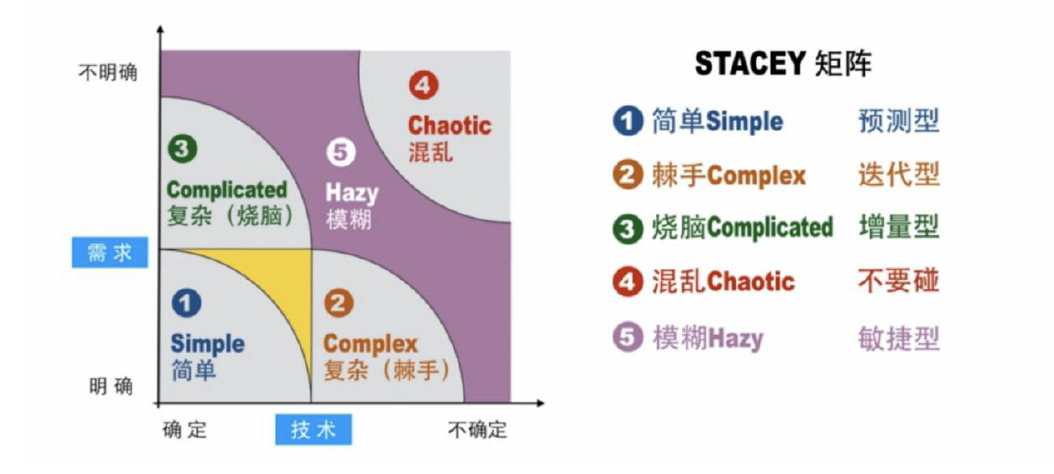 STACEY 矩阵
不明确
4
Chaotic
混乱
3
Complicated
复杂（烧脑）
5
Hazy
模糊
需 求
1
Simple
简单
2
Complex
复杂（棘手）
明 确
确 定
技 术
不确定
1 简单Simple 预测型
2 棘手Complex 迭代型
3 烧脑Complicated 增量型
4 混乱Chaotic 不要碰
5 模糊Hazy 敏捷型